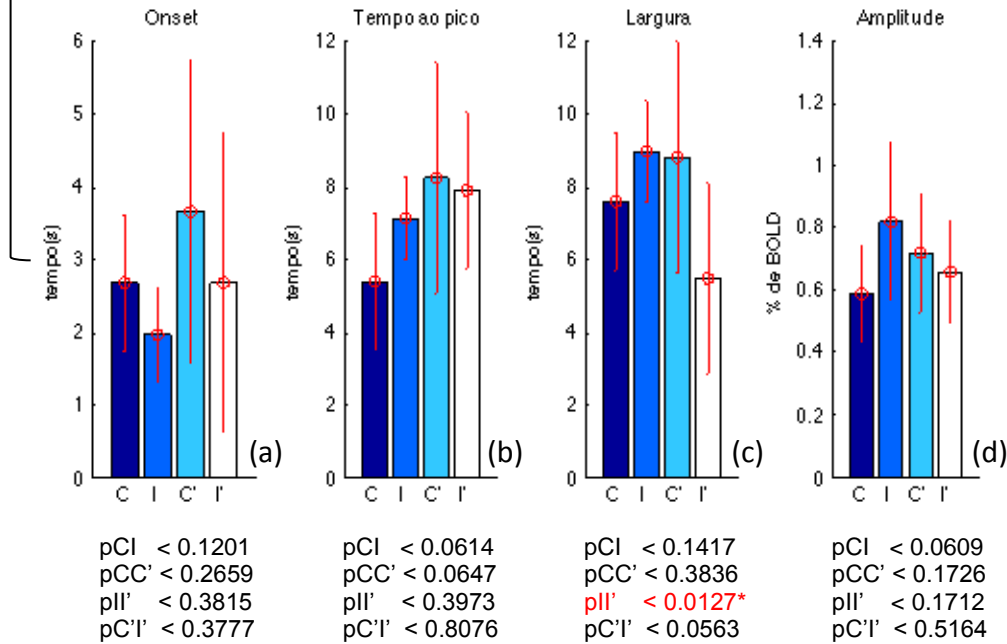 Onset
6
5
4
3
2
1
0
tempo(s)
C I C' I'
(a)
Tempo ao pico
12
10
8
6
4
2
0
tempo(s)
C I C' I'
(b)
Largura
12
10
8
6
4
2
0
tempo(s)
C I C' I'
(c)
Amplitude
1.4
1.2
1
0.8
0.6
0.4
0.2
0
% de BOLD
C I C' I'
(d)
pCI < 0.1201
pCC' < 0.2659
pII' < 0.3815
pC'I' < 0.3777
pCI < 0.0614
pCC' < 0.0647
pII' < 0.3973
pC'I' < 0.8076
pCI < 0.1417
pCC' < 0.3836
pII' < 0.0127*
pC'I' < 0.0563
pCI < 0.0609
pCC' < 0.1726
pII' < 0.1712
pC'I' < 0.5164